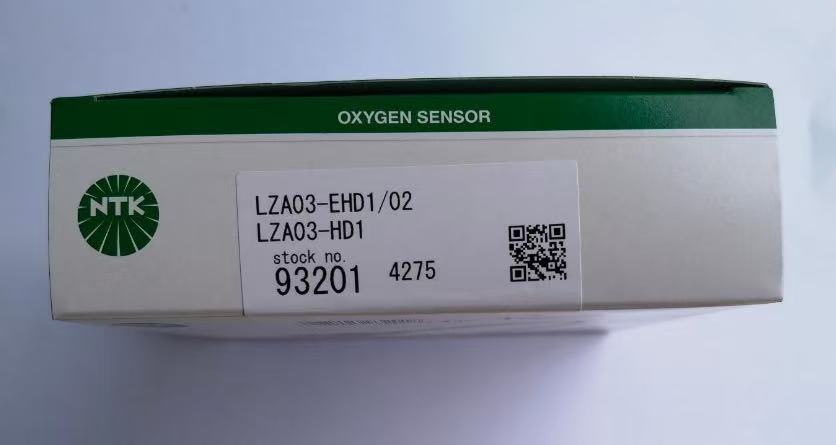 OXYGEN SENSOR
NTK
LZA03-EHD1/02
LZA03-HD1
stock no.
93201 4275